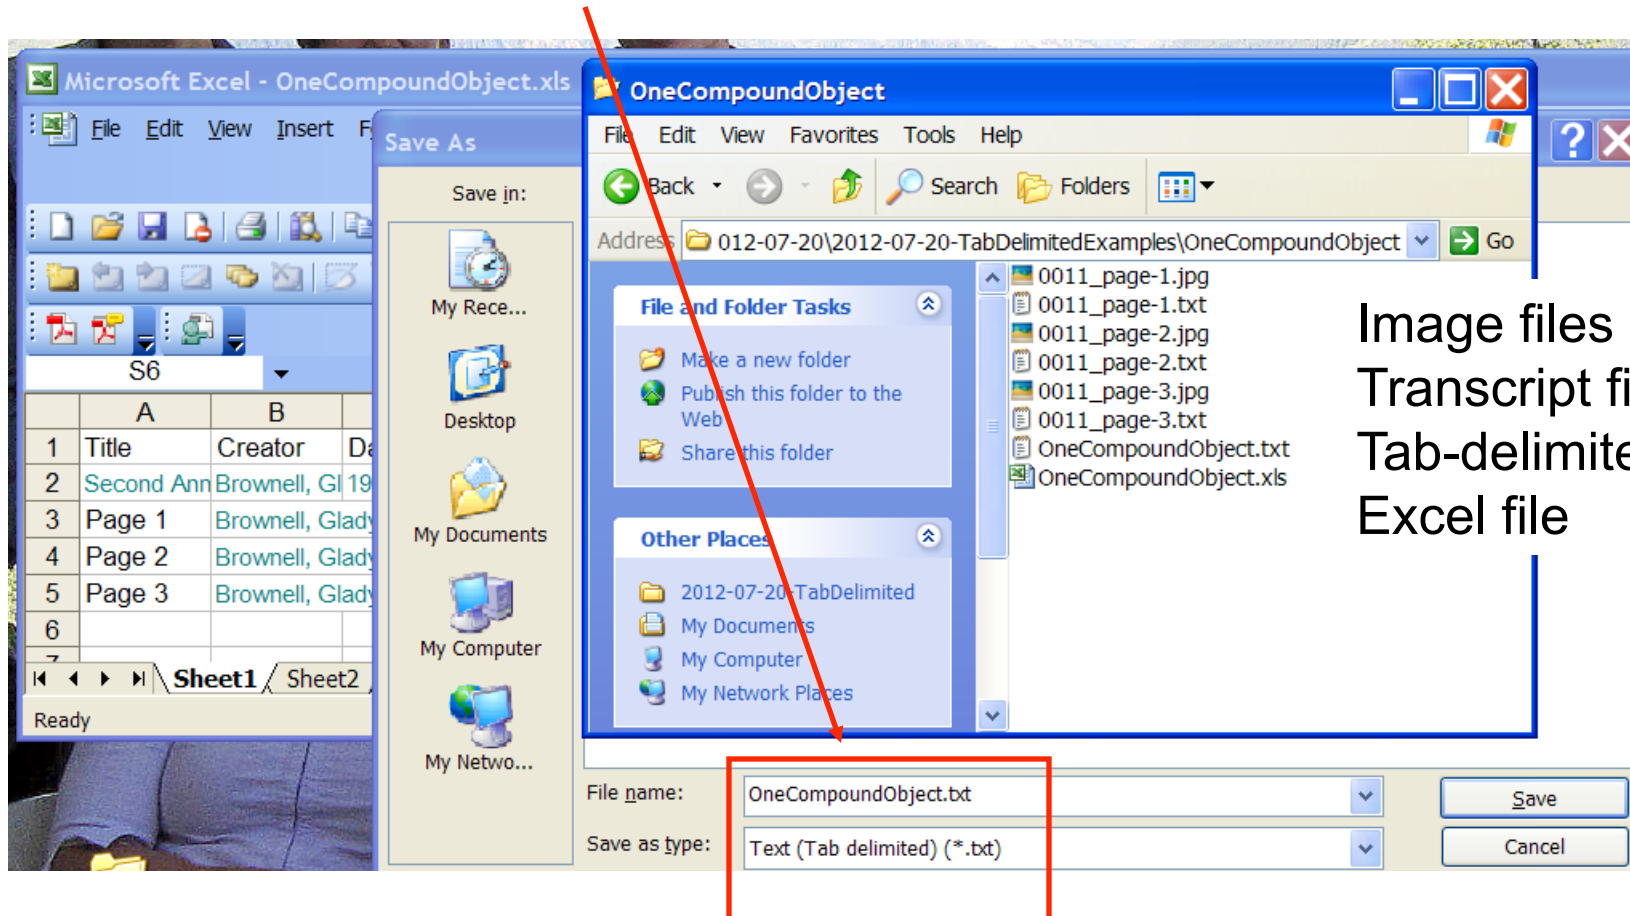 Microsoft Excel - OneCompoundObject.xls
File Edit View Insert
S6
A B
1 Title Creator
2 Second Ann Brownell, Gl 19
3 Page 1 Brownell, Glady
4 Page 2 Brownell, Glady
5 Page 3 Brownell, Glady
6
7
Sheet1 Sheet2
Ready
Save As
Save in:
My Rece...
Desktop
My Documents
My Computer
My Netwo...
OneCompoundObject
File Edit View Favorites Tools Help
Back Search Folders
Address 012-07-20\2012-07-20-TabDelimitedExamples\OneCompoundObject Go
File and Folder Tasks
Make a new folder
Publish this folder to the
Web
Share this folder
Other Places
2012-07-20-TabDelimited
My Documents
My Computer
My Network Places
0011_page-1.jpg
0011_page-1.txt
0011_page-2.jpg
0011_page-2.txt
0011_page-3.jpg
0011_page-3.txt
OneCompoundObject.txt
OneCompoundObject.xls
Image files
Transcript fi
Tab-delimite
Excel file
File name: OneCompoundObject.txt Save
Save as type: Text (Tab delimited) (*.txt) Cancel